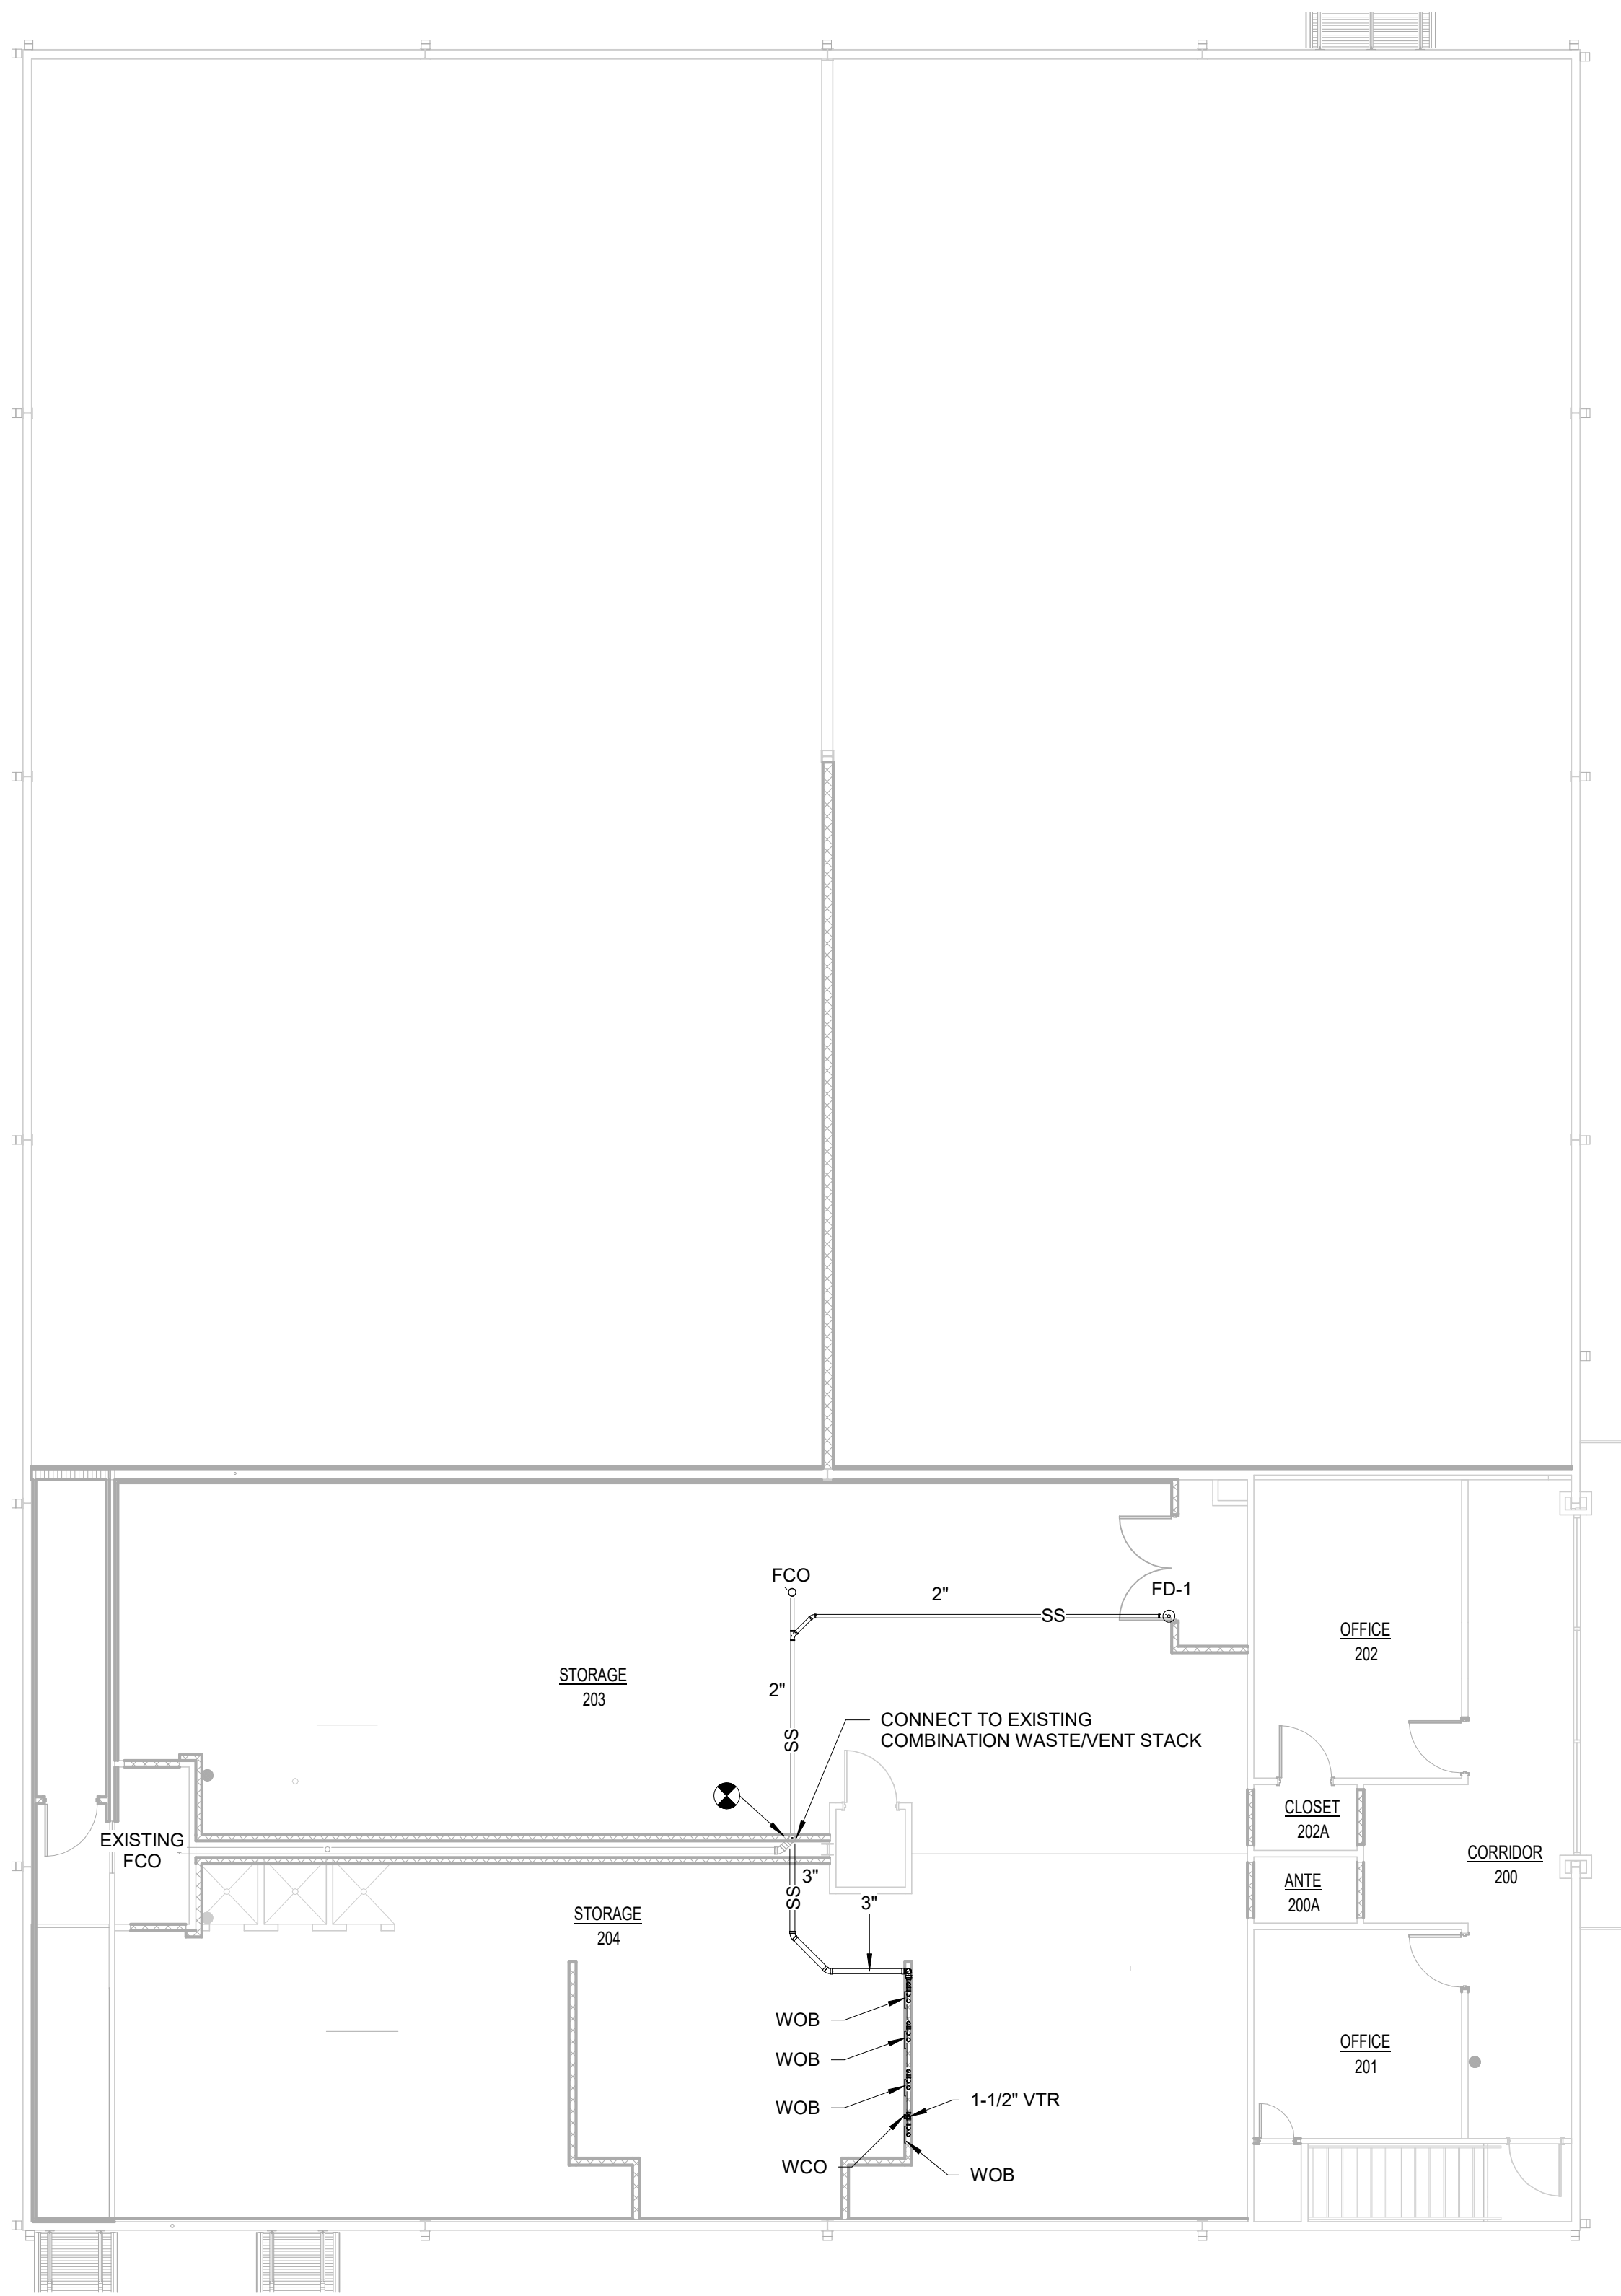 FCO
2"
FD-1
SS
OFFICE
202
STORAGE
203
2"
SS
CONNECT TO EXISTING
COMBINATION WASTE/VENT STACK
CLOSET
202A
EXISTING
FCO
CORRIDOR
200
3"
SS
ANTE
200A
3"
STORAGE
204
WOB
OFFICE
201
WOB
WOB
1-1/2" VTR
WCO
WOB